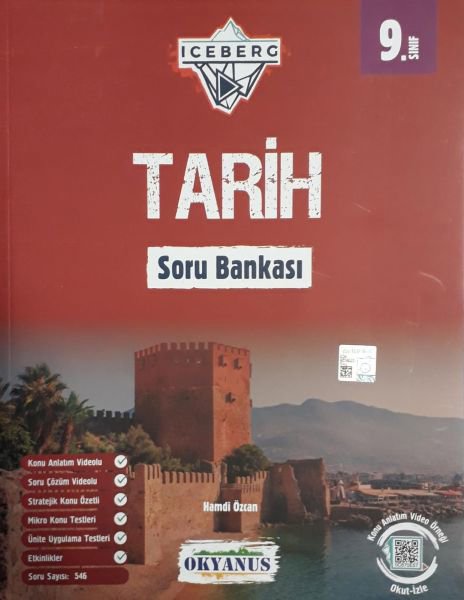 ICEBERG
9.
SINIF
TARİH
Soru Bankası
Konu Anlatım Videolu
Soru Çözüm Videolu
Stratejik Konu Özetli
Mikro Konu Testleri
Ünite Uygulama Testleri
Etkinlikler
Soru Sayısı: 546
Hamdi Özcan
OKYANUS
Konu Anlatım Video Örneği
Okut-İzle